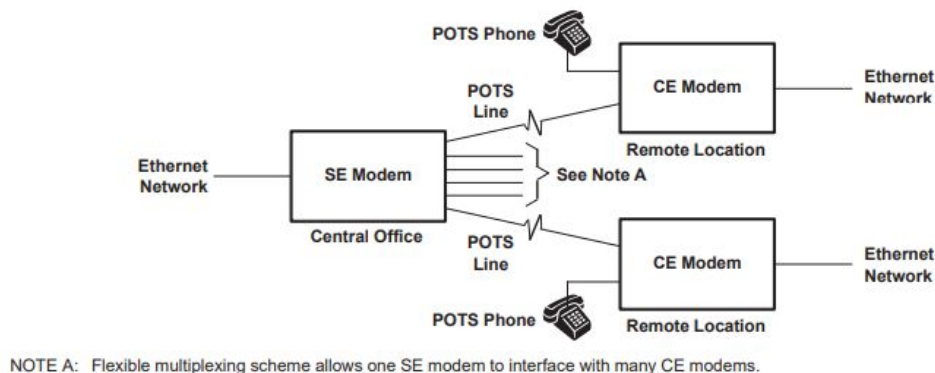 POTS Phone
CE Modem
Ethernet
Network
POTS
Line
Remote Location
Ethernet
Network
SE Modem
See Note A
Central Office
POTS
Line
CE Modem
Ethernet
Network
POTS Phone
Remote Location
NOTE A: Flexible multiplexing scheme allows one SE modem to interface with many CE modems.